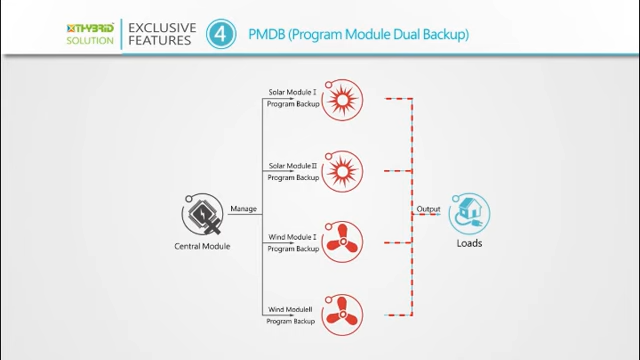 XTHYBRID
SOLUTION
EXCLUSIVE
FEATURES
4
PMDB (Program Module Dual Backup)
Solar Module I
Program Backup
Solar Module II
Program Backup
Manage
Central Module
Wind Module I
Program Backup
Wind ModuleII
Program Backup
Output
Loads